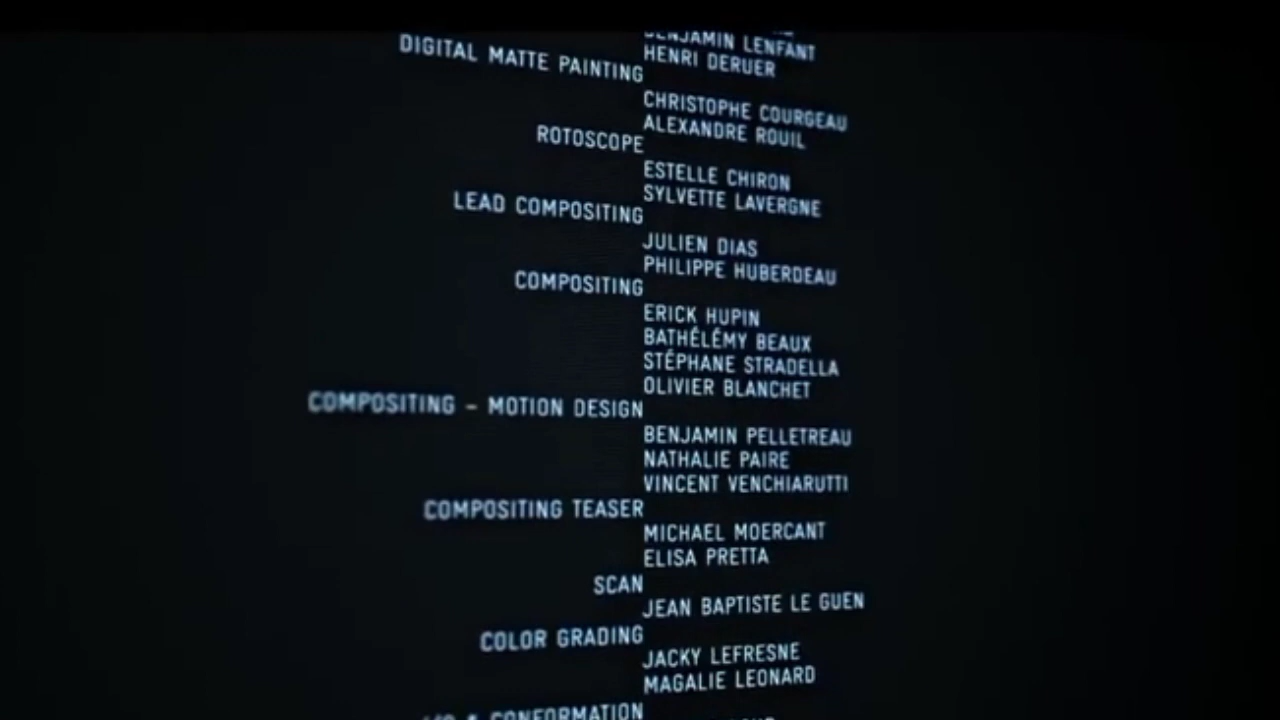 BENJAMIN LENFANT
DIGITAL MATTE PAINTING
HENRI DERUER
CHRISTOPHE COURGEAU
ALEXANDRE ROUIL
ROTOSCOPE
ESTELLE CHIRON
SYLVETTE LAVERGNE
LEAD COMPOSITING
JULIEN DIAS
PHILIPPE HUBERDEAU
COMPOSITING
ERICK HUPIN
BATHÉLÉMY BEAUX
STÉPHANE STRADELLA
OLIVIER BLANCHET
COMPOSITING – MOTION DESIGN
BENJAMIN PELLETREAU
NATHALIE PAIRE
VINCENT VENCHIARUTTI
COMPOSITING TEASER
MICHAEL MOERCANT
ELISA PRETTA
SCAN
JEAN BAPTISTE LE GUEN
COLOR GRADING
JACKY LEFRESNE
MAGALIE LEONARD
& CONFORMATION